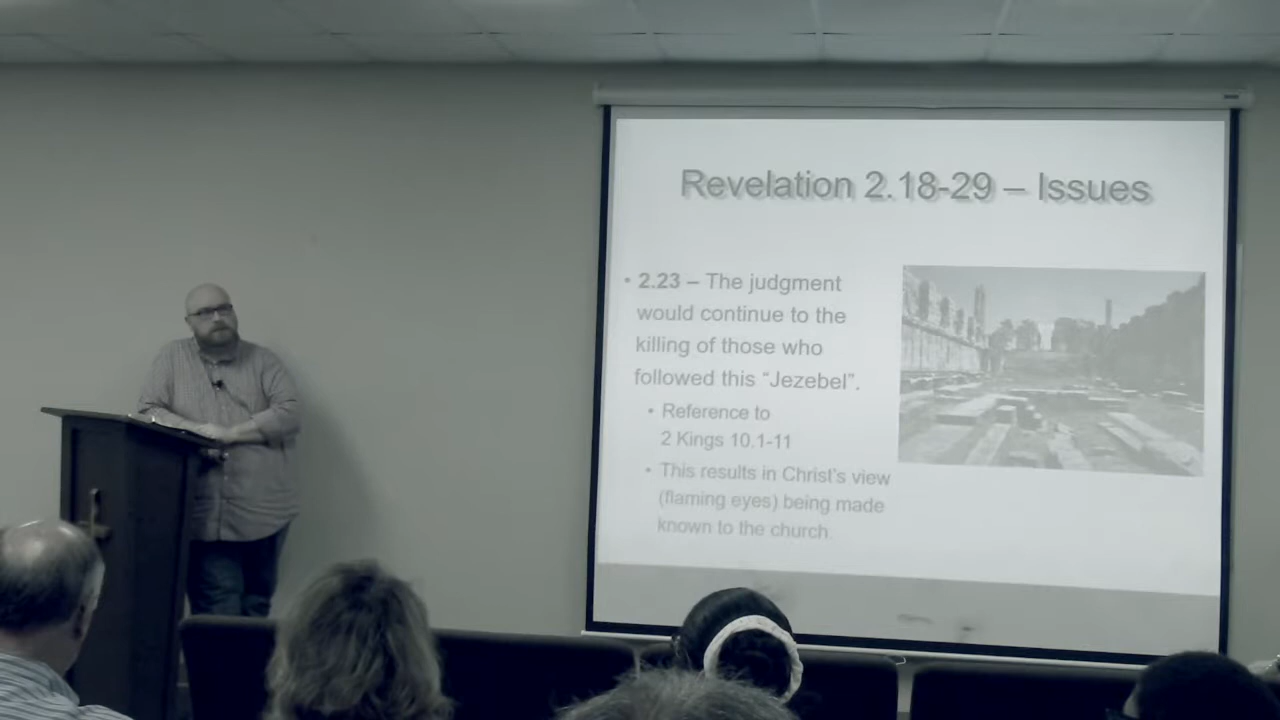 Revelation 2.18-29 – Issues
• 2.23 – The judgment
would continue to the
killing of those who
followed this “Jezebel”.
• Reference to
2 Kings 10.1-11
• This results in Christ’s view
(flaming eyes) being made
known to the church